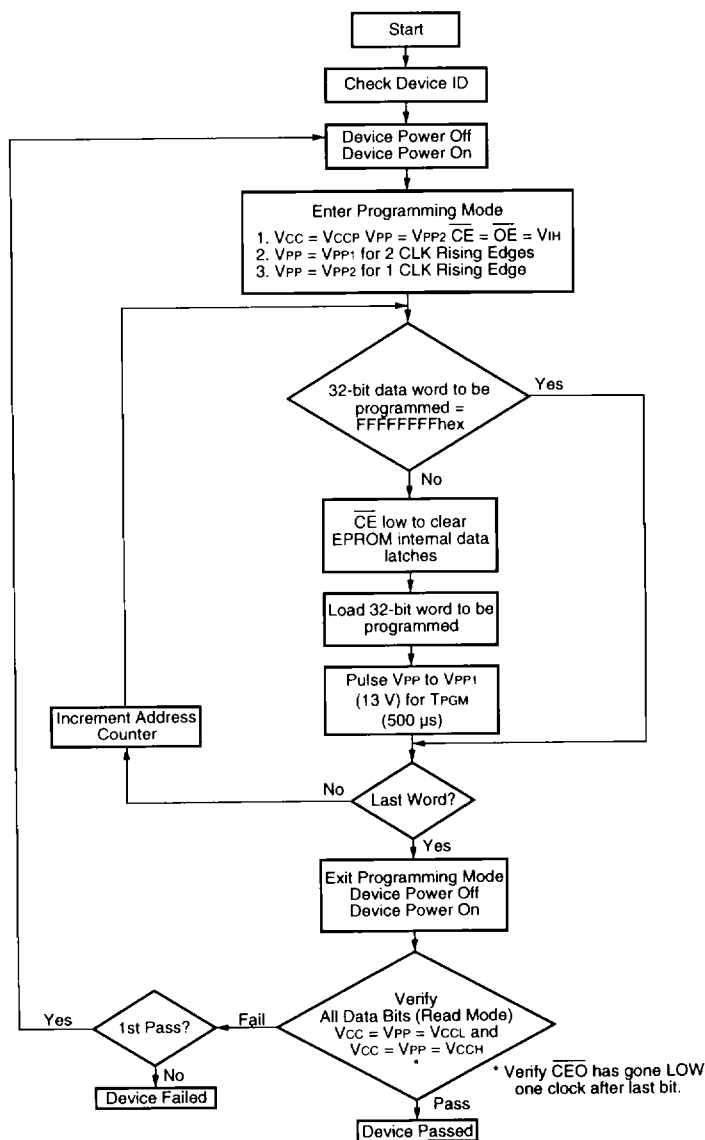 Start
Check Device ID
Device Power Off
Device Power On
Enter Programming Mode
1. VCC = VCCP VPP = VPP2 C̅E̅ = O̅E̅ = VIH
2. VPP = VPP1 for 2 CLK Rising Edges
3. VPP = VPP2 for 1 CLK Rising Edge
32-bit data word to be
programmed =
FFFFFFFFhex
Yes
No
C̅E̅ low to clear
EPROM internal data
latches
Load 32-bit word to be
programmed
Pulse VPP to VPP1
(13 V) for TPGM
(500 µs)
Increment Address
Counter
No
Last Word?
Yes
Exit Programming Mode
Device Power Off
Device Power On
Verify
All Data Bits (Read Mode)
VCC = VPP = VCCL and
VCC = VPP = VCCH
*
Fail
1st Pass?
Yes
No
Device Failed
* Verify C̅E̅O̅ has gone LOW
one clock after last bit.
Pass
Device Passed